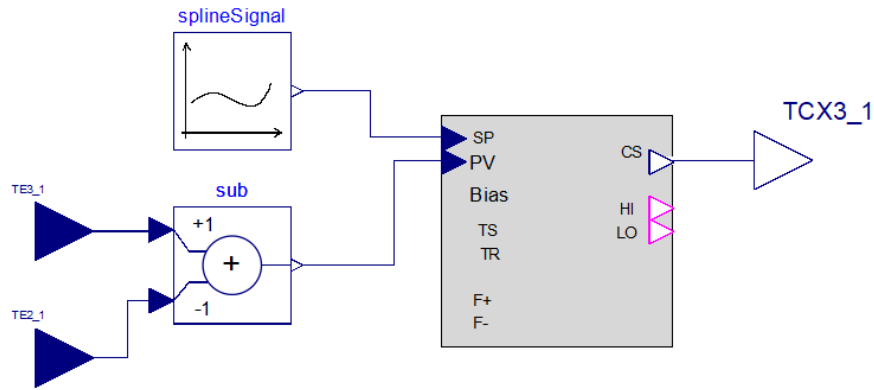 splineSignal
TCX3_1
SP
CS
PV
TE3_1
sub
+1
Bias
HI
TS
LO
+
TR
TE2_1
-1
F+
F-